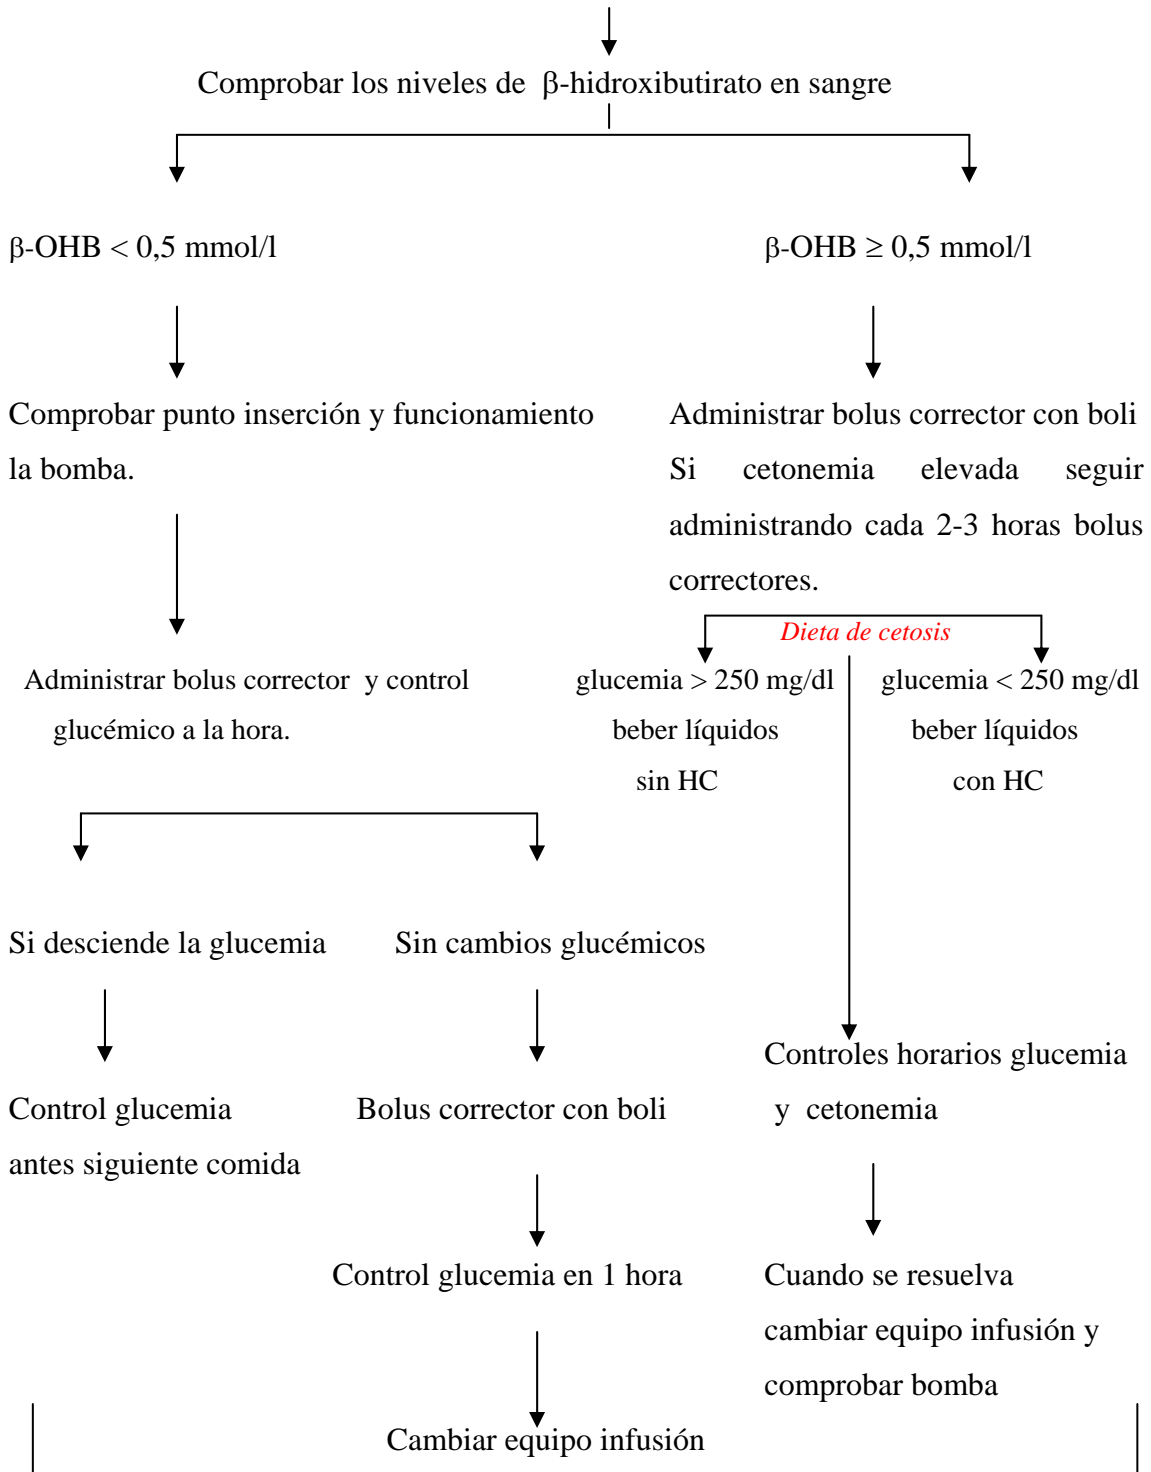 Comprobar los niveles de β-hidroxibutirato en sangre
β-OHB < 0,5 mmol/l
β-OHB ≥ 0,5 mmol/l
Comprobar punto inserción y funcionamiento
la bomba.
Administrar bolus corrector con boli
Si cetonemia elevada seguir
administrando cada 2-3 horas bolus
correctores.
Dieta de cetosis
Administrar bolus corrector y control
glucémico a la hora.
glucemia > 250 mg/dl
beber líquidos
sin HC
glucemia < 250 mg/dl
beber líquidos
con HC
Si desciende la glucemia
Sin cambios glucémicos
Controles horarios glucemia
y cetonemia
Control glucemia
antes siguiente comida
Bolus corrector con boli
Control glucemia en 1 hora
Cuando se resuelva
cambiar equipo infusión y
comprobar bomba
Cambiar equipo infusión